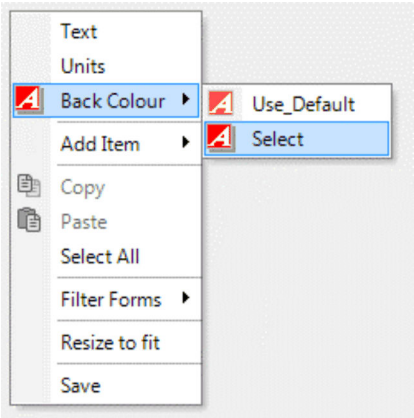 Text
Units
Back Colour
Use_Default
Select
Add Item
Copy
Paste
Select All
Filter Forms
Resize to fit
Save